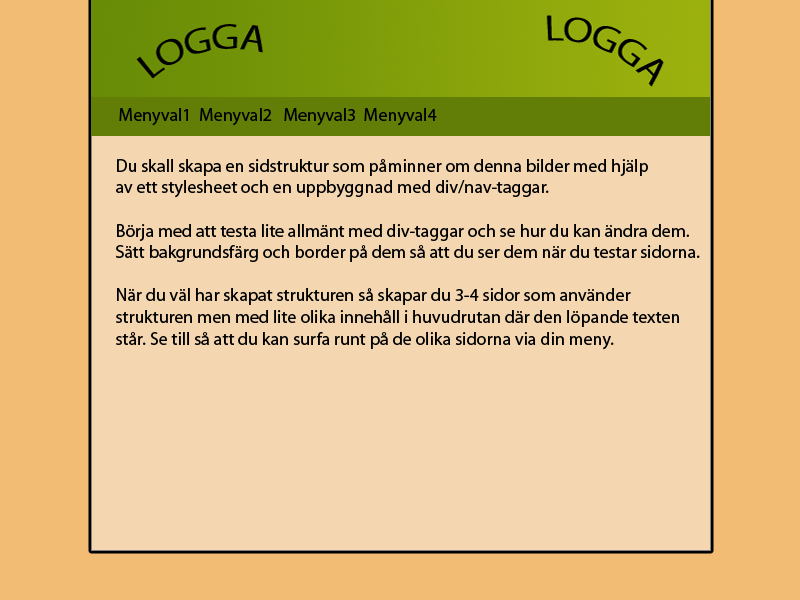 LOGGA LOGGA
Menyval1 Menyval2 Menyval3 Menyval4
Du skall skapa en sidstruktur som påminner om denna bilder med hjälp
av ett stylesheet och en uppbyggnad med div/nav-taggar.
Börja med att testa lite allmänt med div-taggar och se hur du kan ändra dem.
Sätt bakgrundsfärg och border på dem så att du ser dem när du testar sidorna.
När du väl har skapat strukturen så skapar du 3-4 sidor som använder
strukturen men med lite olika innehåll i huvudrutan där den löpande texten
står. Se till så att du kan surfa runt på de olika sidorna via din meny.